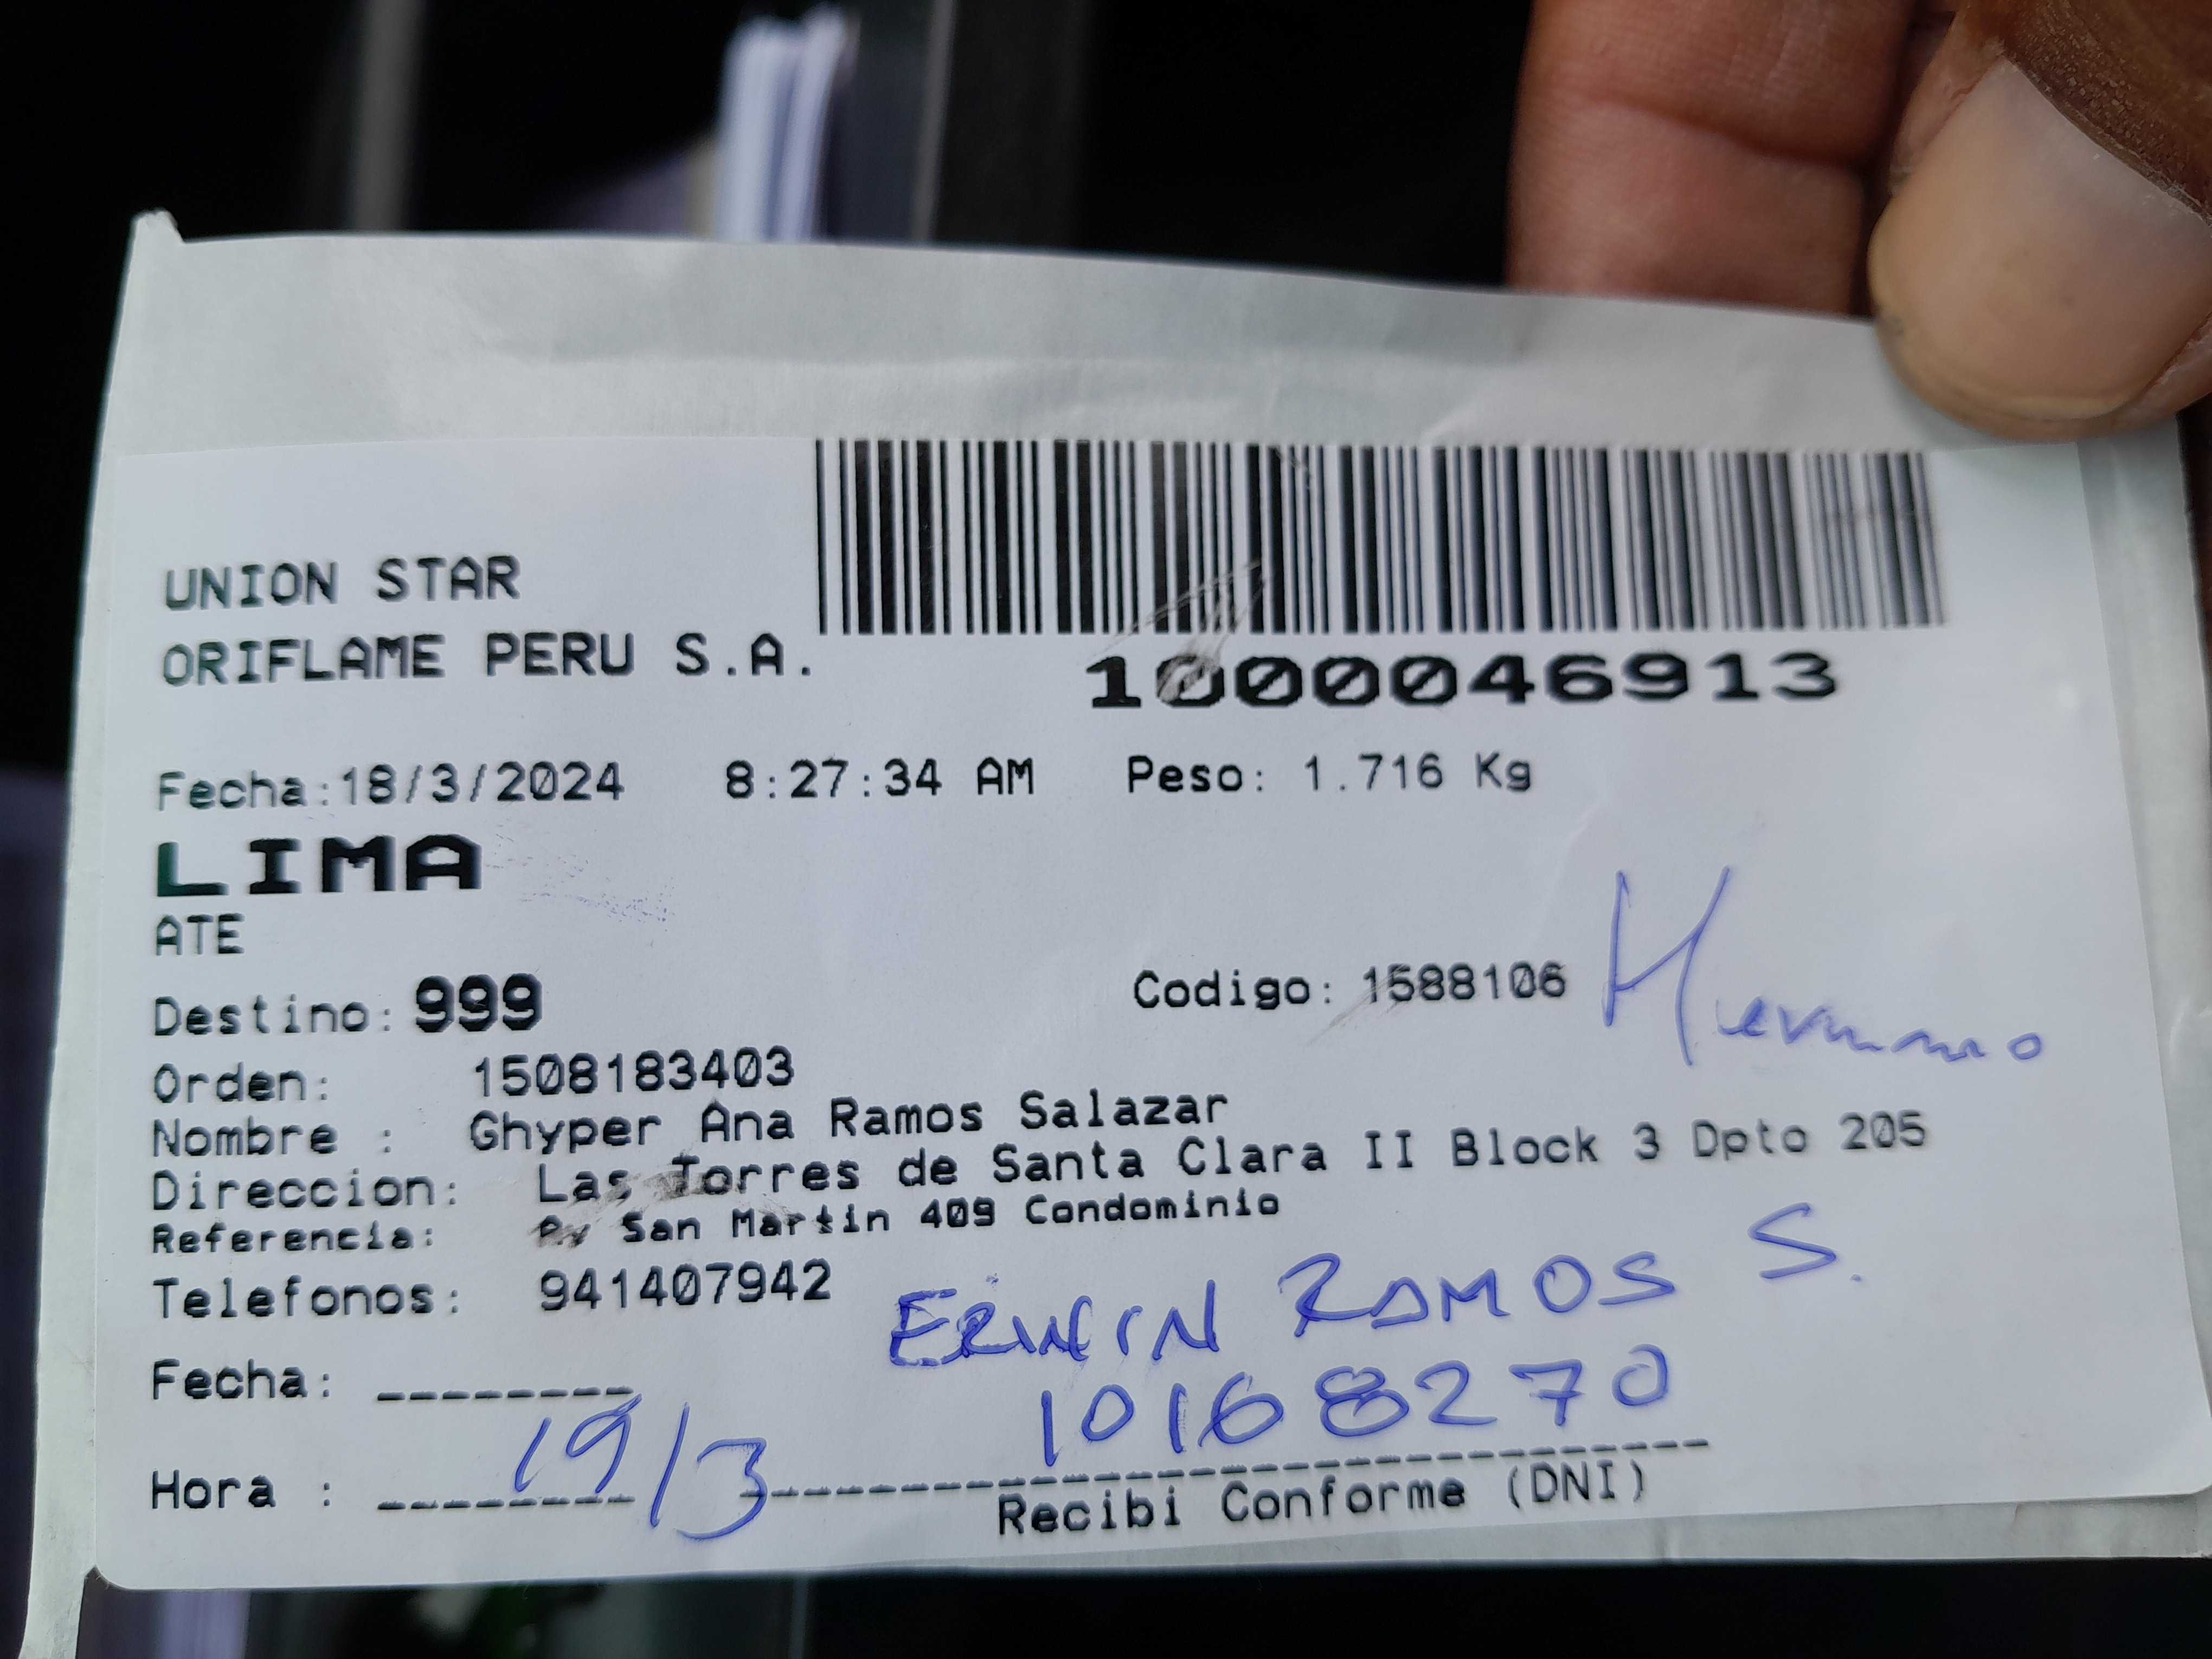 UNION STAR
ORIFLAME PERU S.A.
1000046913
Fecha:18/3/2024 8:27:34 AM Peso: 1.716 Kg
LIMA
ATE
Destino: 999 Codigo: 1588106 Hermano
Orden: 1508183403
Nombre : Ghyper Ana Ramos Salazar
Direccion: Las Torres de Santa Clara II Block 3 Dpto 205
Referencia: Av San Martin 409 Condominio
Telefonos: 941407942
ERWIN RAMOS S.
Fecha: --------
10168270
19/3
Hora : --------
Recibi Conforme (DNI)